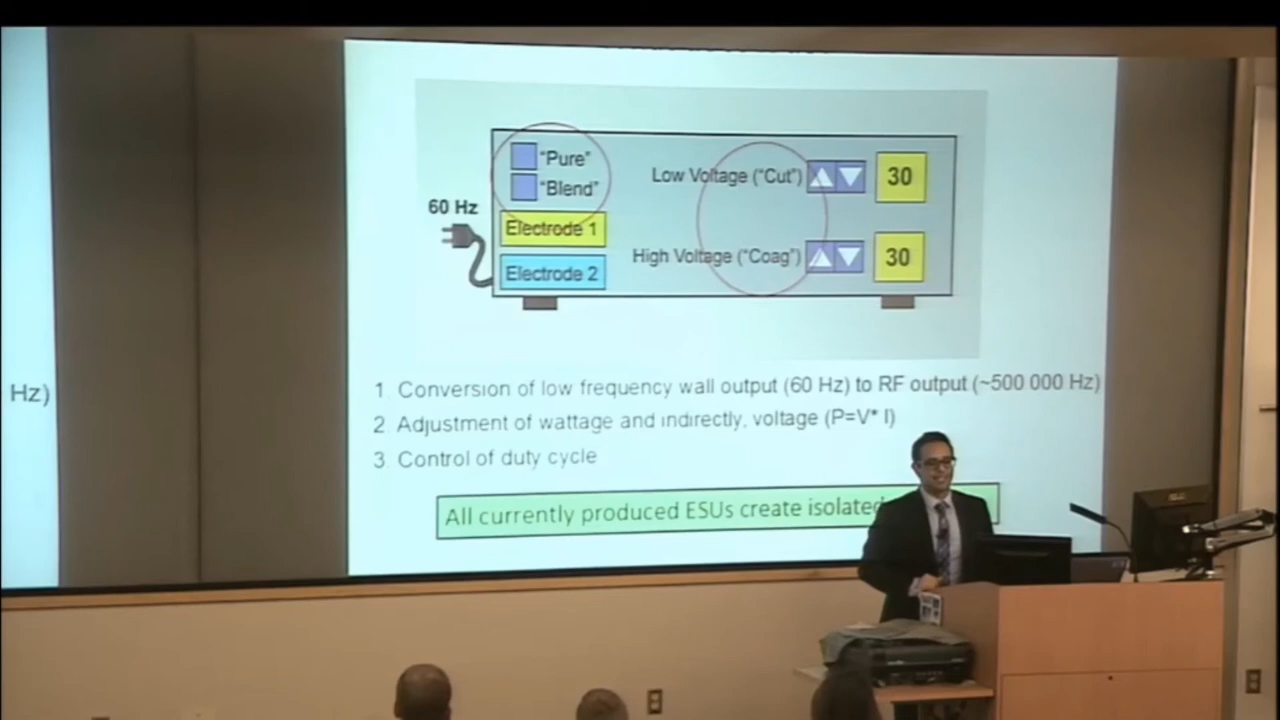 "Pure"
"Blend"
60 Hz
Electrode 1
Electrode 2
Low Voltage ("Cut")
30
High Voltage ("Coag")
30
Hz)
1 Conversion of low frequency wall output (60 Hz) to RF output (~500 000 Hz)
2. Adjustment of wattage and indirectly, voltage (P=V* I)
3. Control of duty cycle
All currently produced ESUs create isolated